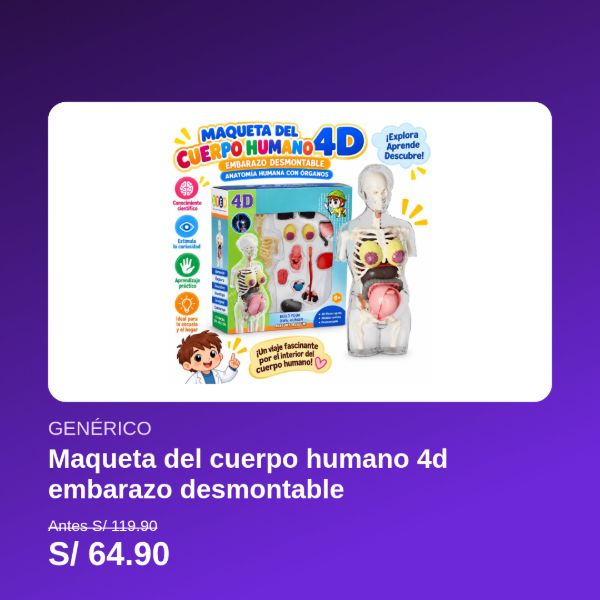 MAQUETA DEL
CUERPO HUMANO 4D
EMBARAZO DESMONTABLE
ANATOMÍA HUMANA CON ÓRGANOS
¡Explora
Aprende
Descubre!
Conocimiento
científico
Estimula
la curiosidad
Aprendizaje
práctico
Ideal para
la escuela
y el hogar
4D
¡Un viaje fascinante
por el interior del
cuerpo humano!
GENÉRICO
Maqueta del cuerpo humano 4d
embarazo desmontable
Antes S/ 119.90
S/ 64.90